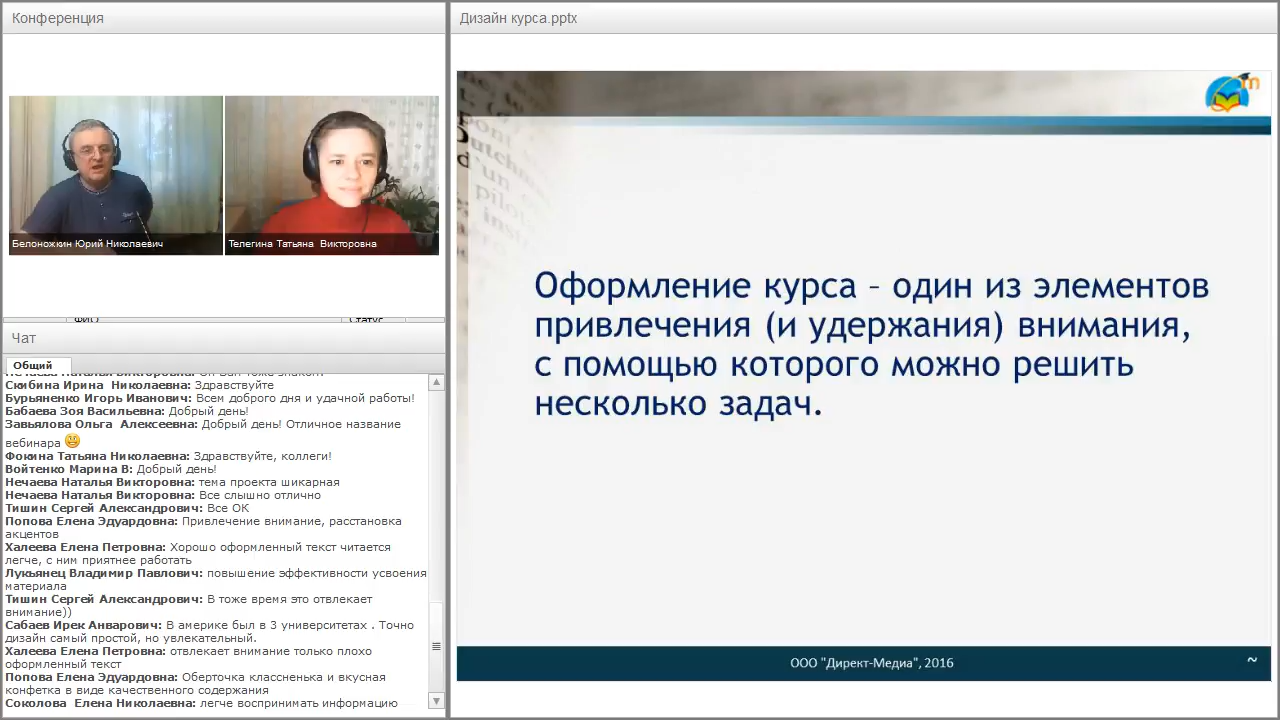 Конференция
Белоножкин Юрий Николаевич
Телегина Татьяна Викторовна
ФИО
Статус
Чат
Общий
Скибина Ирина Николаевна: Здравствуйте
Бурьяненко Игорь Иванович: Всем доброго дня и удачной работы!
Бабаева Зоя Васильевна: Добрый день!
Завьялова Ольга Алексеевна: Добрый день! Отличное название
вебинара
Фокина Татьяна Николаевна: Здравствуйте, коллеги!
Войтенко Марина В: Добрый день!
Нечаева Наталья Викторовна: тема проекта шикарная
Нечаева Наталья Викторовна: Все слышно отлично
Тишин Сергей Александрович: Все ОК
Попова Елена Эдуардовна: Привлечение внимание, расстановка
акцентов
Халеева Елена Петровна: Хорошо оформленный текст читается
легче, с ним приятнее работать
Лукьянец Владимир Павлович: повышение эффективности усвоения
материала
Тишин Сергей Александрович: В тоже время это отвлекает
внимание))
Сабаев Ирек Анварович: В америке был в 3 университетах . Точно
дизайн самый простой, но увлекательный.
Халеева Елена Петровна: отвлекает внимание только плохо
оформленный текст
Попова Елена Эдуардовна: Оберточка классненька и вкусная
конфетка в виде качественного содержания
Соколова Елена Николаевна: легче воспринимать информацию
Дизайн курса.pptx
Оформление курса – один из элементов
привлечения (и удержания) внимания,
с помощью которого можно решить
несколько задач.
ООО "Директ-Медиа", 2016
~